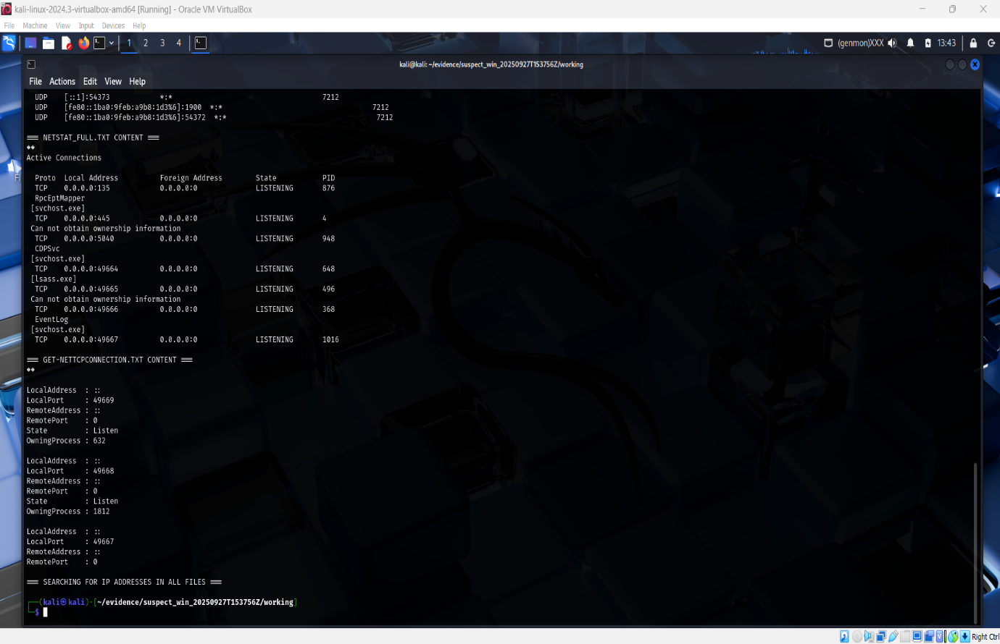 kali-linux-2024.3-virtualbox-amd64 [Running] - Oracle VM VirtualBox
File Machine View Input Devices Help
1 2 3 4 (genmon)XXX 13:43
kali@kali: ~/evidence/suspect_win_20250927T153756Z/working
File Actions Edit View Help
UDP [::1]:54373 *:* 7212
UDP [fe80::1ba0:9feb:a9b8:1d3%6]:1900 *:* 7212
UDP [fe80::1ba0:9feb:a9b8:1d3%6]:54372 *:* 7212
=== NETSTAT_FULL.TXT CONTENT ===
��
Active Connections
Proto Local Address Foreign Address State PID
TCP 0.0.0.0:135 0.0.0.0:0 LISTENING 876
RpcEptMapper
[svchost.exe]
TCP 0.0.0.0:445 0.0.0.0:0 LISTENING 4
Can not obtain ownership information
TCP 0.0.0.0:5040 0.0.0.0:0 LISTENING 948
CDPSvc
[svchost.exe]
TCP 0.0.0.0:49664 0.0.0.0:0 LISTENING 648
[lsass.exe]
TCP 0.0.0.0:49665 0.0.0.0:0 LISTENING 496
Can not obtain ownership information
TCP 0.0.0.0:49666 0.0.0.0:0 LISTENING 368
EventLog
[svchost.exe]
TCP 0.0.0.0:49667 0.0.0.0:0 LISTENING 1016
=== GET-NETTCPCONNECTION.TXT CONTENT ===
��
LocalAddress : ::
LocalPort : 49669
RemoteAddress : ::
RemotePort : 0
State : Listen
OwningProcess : 632
LocalAddress : ::
LocalPort : 49668
RemoteAddress : ::
RemotePort : 0
State : Listen
OwningProcess : 1812
LocalAddress : ::
LocalPort : 49667
RemoteAddress : ::
RemotePort : 0
=== SEARCHING FOR IP ADDRESSES IN ALL FILES ===
┌──(kali㉿kali)-[~/evidence/suspect_win_20250927T153756Z/working]
└─$
Right Ctrl